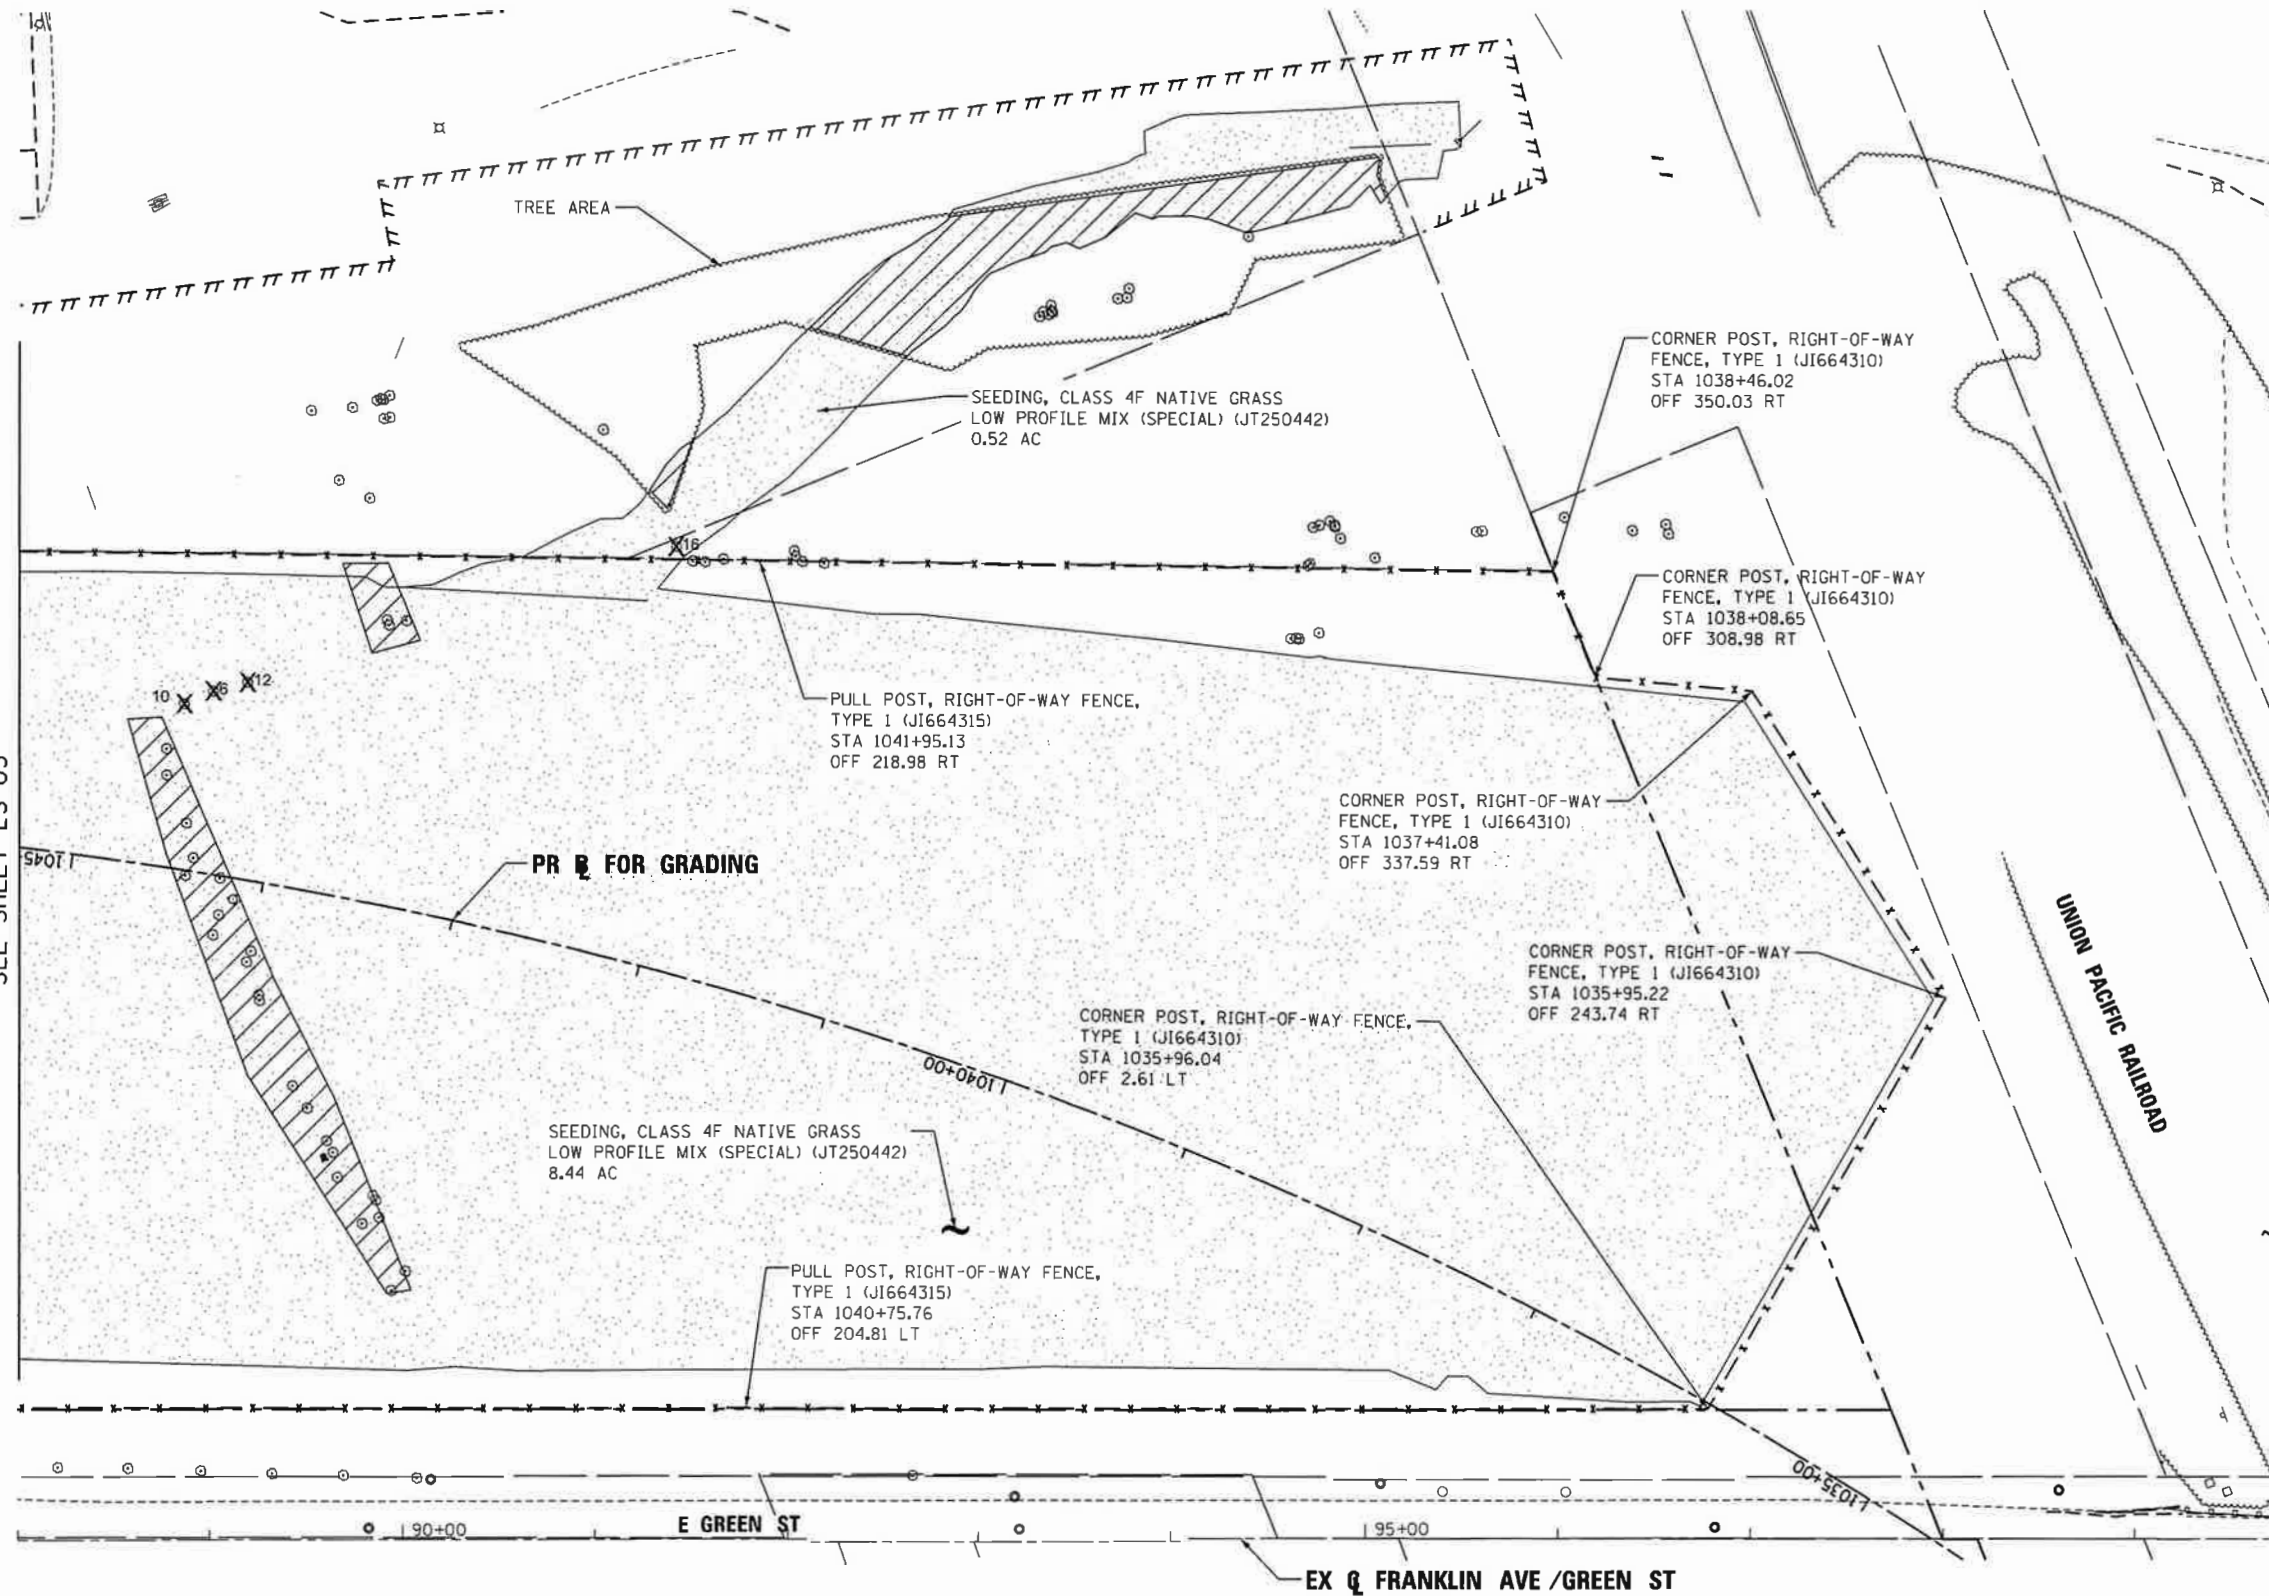 TREE AREA
SEEDING, CLASS 4F NATIVE GRASS
LOW PROFILE MIX (SPECIAL) (JT250442)
0.52 AC
CORNER POST, RIGHT-OF-WAY
FENCE, TYPE 1 (JI664310)
STA 1038+46.02
OFF 350.03 RT
16
CORNER POST, RIGHT-OF-WAY
FENCE, TYPE 1 (JI664310)
STA 1038+08.65
OFF 308.98 RT
10
6
12
PULL POST, RIGHT-OF-WAY FENCE,
TYPE 1 (JI664315)
STA 1041+95.13
OFF 218.98 RT
CORNER POST, RIGHT-OF-WAY
FENCE, TYPE 1 (JI664310)
STA 1037+41.08
OFF 337.59 RT
1045
PR BL FOR GRADING
CORNER POST, RIGHT-OF-WAY
FENCE, TYPE 1 (JI664310)
STA 1035+95.22
OFF 243.74 RT
UNION PACIFIC RAILROAD
CORNER POST, RIGHT-OF-WAY FENCE,
TYPE 1 (JI664310)
STA 1035+96.04
OFF 2.61 LT
1040+00
SEEDING, CLASS 4F NATIVE GRASS
LOW PROFILE MIX (SPECIAL) (JT250442)
8.44 AC
PULL POST, RIGHT-OF-WAY FENCE,
TYPE 1 (JI664315)
STA 1040+75.76
OFF 204.81 LT
1035+00
90+00
E GREEN ST
95+00
EX CL FRANKLIN AVE /GREEN ST